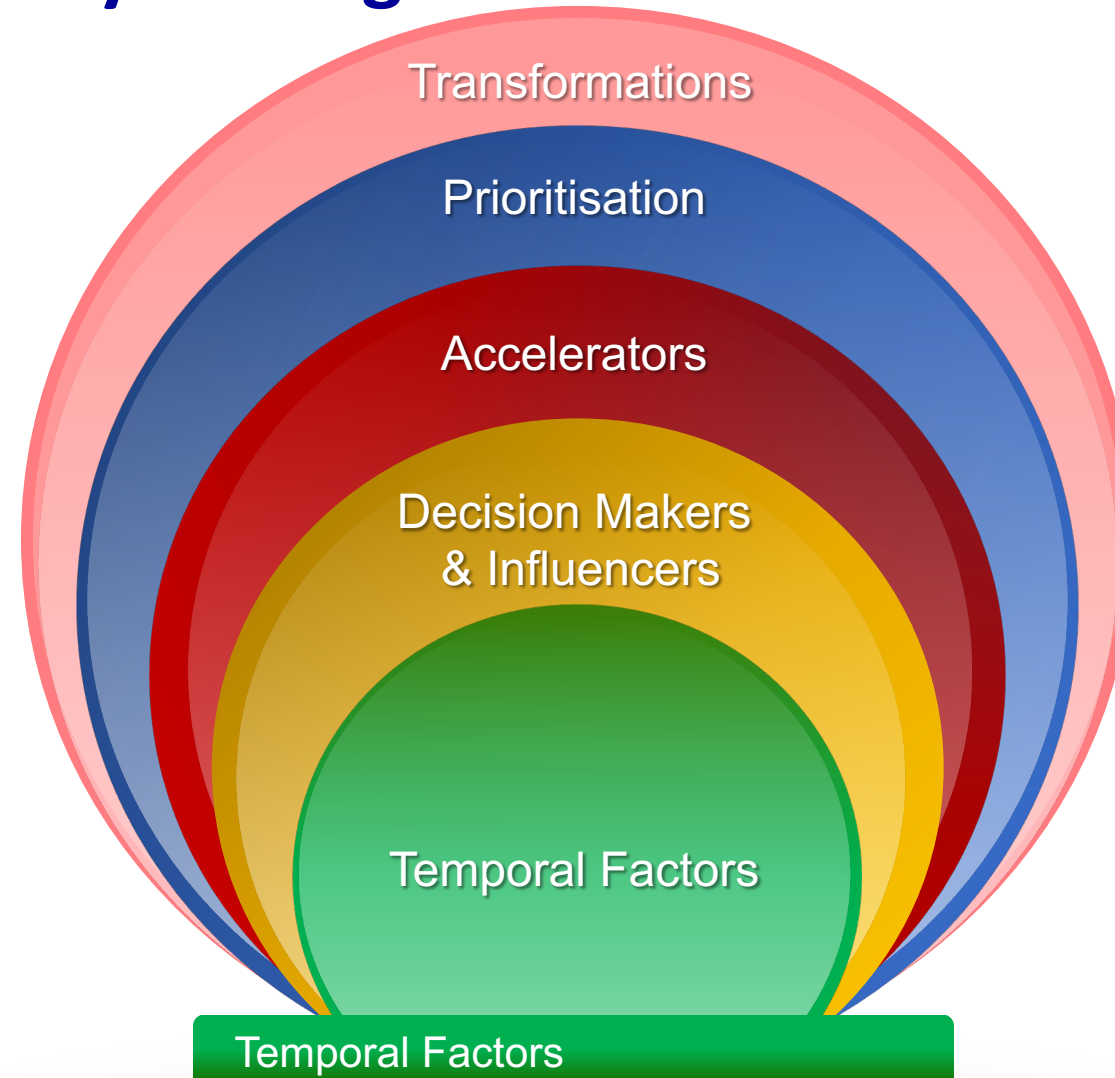 Transformations
Prioritisation
Accelerators
Decision Makers
& Influencers
Temporal Factors
Temporal Factors